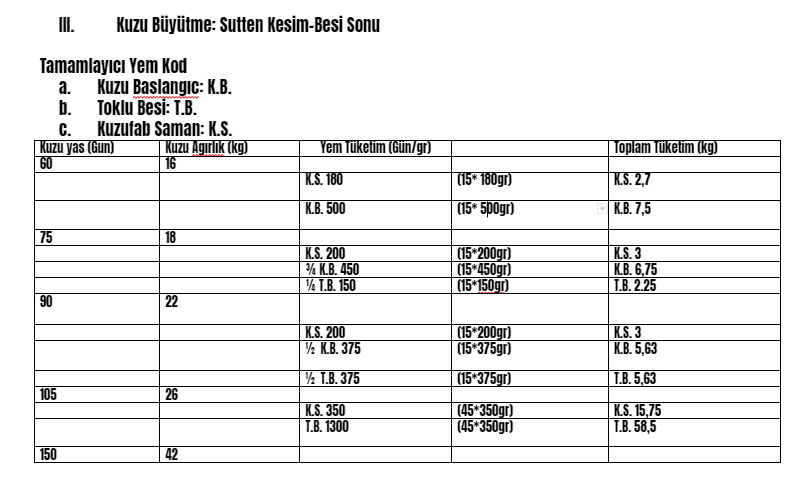 III. Kuzu Büyütme: Sutten Kesim-Besi Sonu
Tamamlayıcı Yem Kod
a. Kuzu Baslangıc: K.B.
b. Toklu Besi: T.B.
c. Kuzufab Saman: K.S.
Kuzu yas (Gun) Kuzu Agırlık (kg) Yem Tüketim (Gün/gr) Toplam Tüketim (kg)
60 16
K.S. 180 (15* 180gr) K.S. 2,7
K.B. 500 (15* 500gr) K.B. 7,5
75 18
K.S. 200 (15*200gr) K.S. 3
¾ K.B. 450 (15*450gr) K.B. 6,75
¼ T.B. 150 (15*150gr) T.B. 2.25
90 22
K.S. 200 (15*200gr) K.S. 3
½ K.B. 375 (15*375gr) K.B. 5,63
½ T.B. 375 (15*375gr) T.B. 5,63
105 26
K.S. 350 (45*350gr) K.S. 15,75
T.B. 1300 (45*350gr) T.B. 58,5
150 42